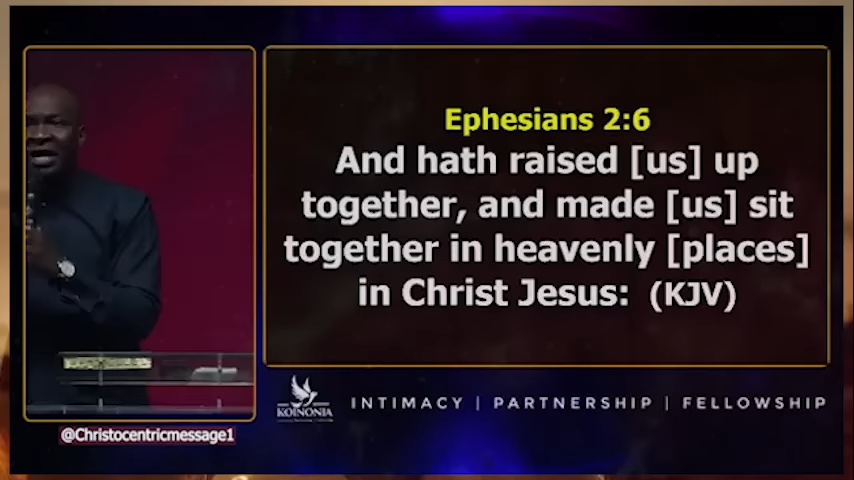 Ephesians 2:6
And hath raised [us] up
together, and made [us] sit
together in heavenly [places]
in Christ Jesus: (KJV)
KOINONIA
INTIMACY | PARTNERSHIP | FELLOWSHIP
@Christocentricmessage1